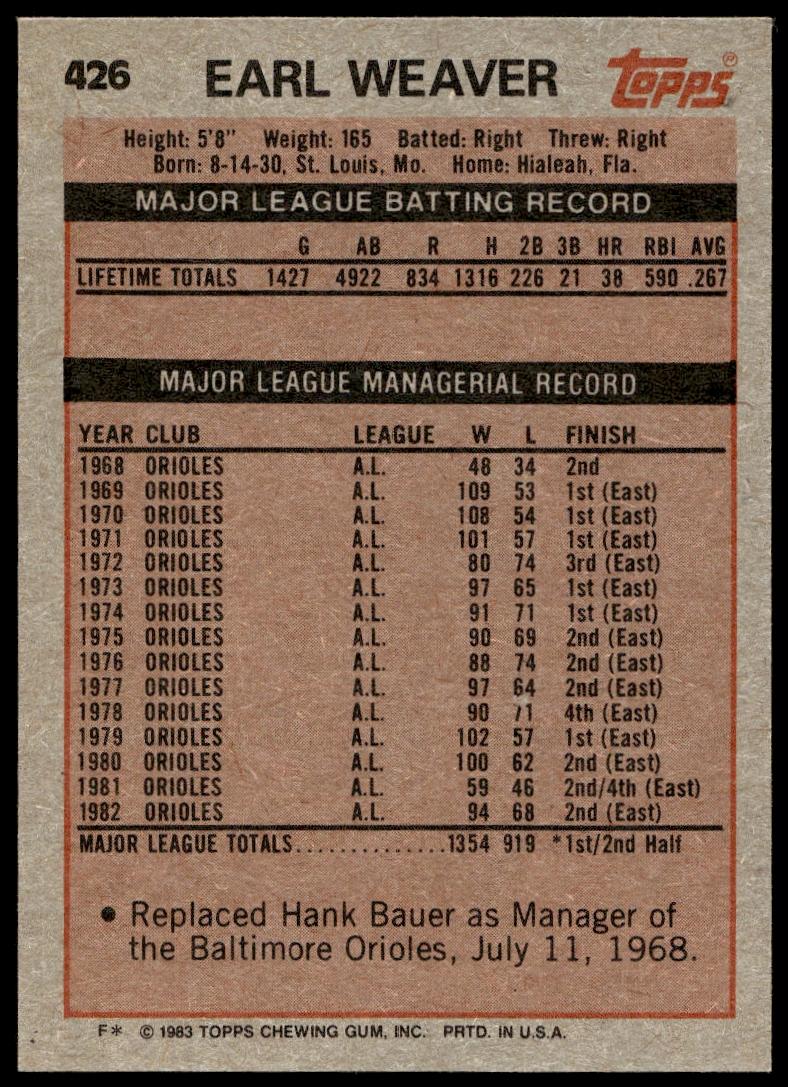 426 EARL WEAVER topps®
Height: 5'8" Weight: 165 Batted: Right Threw: Right
Born: 8-14-30, St. Louis, Mo. Home: Hialeah, Fla.
MAJOR LEAGUE BATTING RECORD
G AB R H 2B 3B HR RBI AVG
LIFETIME TOTALS 1427 4922 834 1316 226 21 38 590 .267
MAJOR LEAGUE MANAGERIAL RECORD
YEAR CLUB LEAGUE W L FINISH
1968 ORIOLES A.L. 48 34 2nd
1969 ORIOLES A.L. 109 53 1st (East)
1970 ORIOLES A.L. 108 54 1st (East)
1971 ORIOLES A.L. 101 57 1st (East)
1972 ORIOLES A.L. 80 74 3rd (East)
1973 ORIOLES A.L. 97 65 1st (East)
1974 ORIOLES A.L. 91 71 1st (East)
1975 ORIOLES A.L. 90 69 2nd (East)
1976 ORIOLES A.L. 88 74 2nd (East)
1977 ORIOLES A.L. 97 64 2nd (East)
1978 ORIOLES A.L. 90 71 4th (East)
1979 ORIOLES A.L. 102 57 1st (East)
1980 ORIOLES A.L. 100 62 2nd (East)
1981 ORIOLES A.L. 59 46 2nd/4th (East)
1982 ORIOLES A.L. 94 68 2nd (East)
MAJOR LEAGUE TOTALS..............1354 919 *1st/2nd Half
• Replaced Hank Bauer as Manager of
the Baltimore Orioles, July 11, 1968.
F* © 1983 TOPPS CHEWING GUM, INC. PRTD. IN U.S.A.